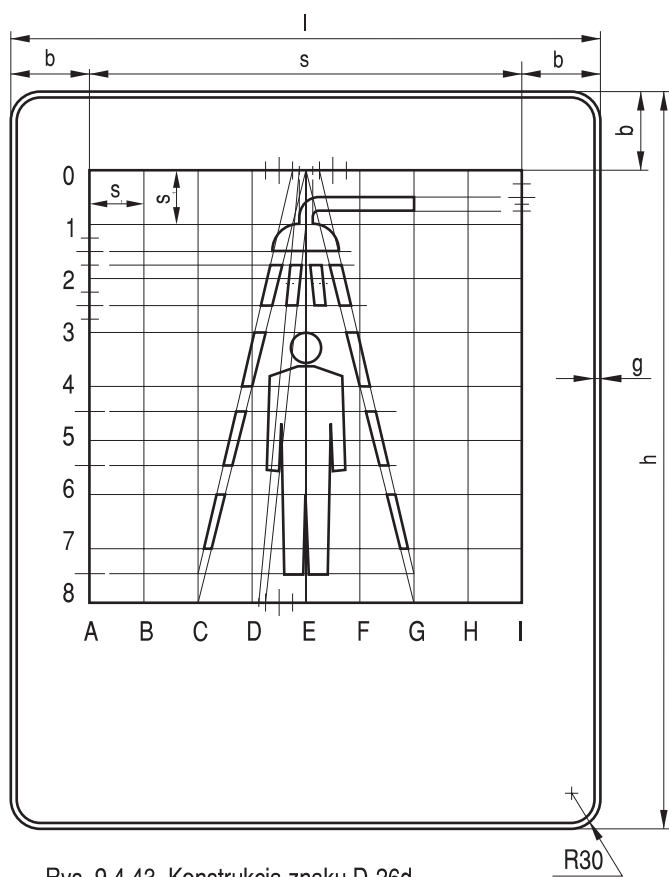 l
b s b
b
0
s s
1
2
3
4
5
6
7
8
g
h
A B C D E F G H I
R30
Rys. 9.4.43. Konstrukcja znaku D-26d